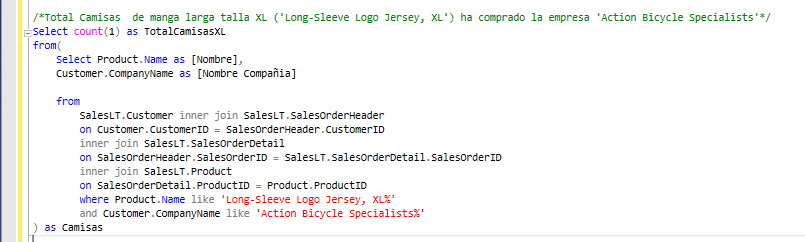 /*Total Camisas  de manga larga talla XL ('Long-Sleeve Logo Jersey, XL') ha comprado la empresa 'Action Bicycle Specialists'*/
Select count(1) as TotalCamisasXL
from(
    Select Product.Name as [Nombre],
    Customer.CompanyName as [Nombre Compañia]
    from
        SalesLT.Customer inner join SalesLT.SalesOrderHeader
        on Customer.CustomerID = SalesOrderHeader.CustomerID
        inner join SalesLT.SalesOrderDetail
        on SalesOrderHeader.SalesOrderID = SalesLT.SalesOrderDetail.SalesOrderID
        inner join SalesLT.Product
        on SalesOrderDetail.ProductID = Product.ProductID
        where Product.Name like 'Long-Sleeve Logo Jersey, XL%'
        and Customer.CompanyName like 'Action Bicycle Specialists%'
) as Camisas